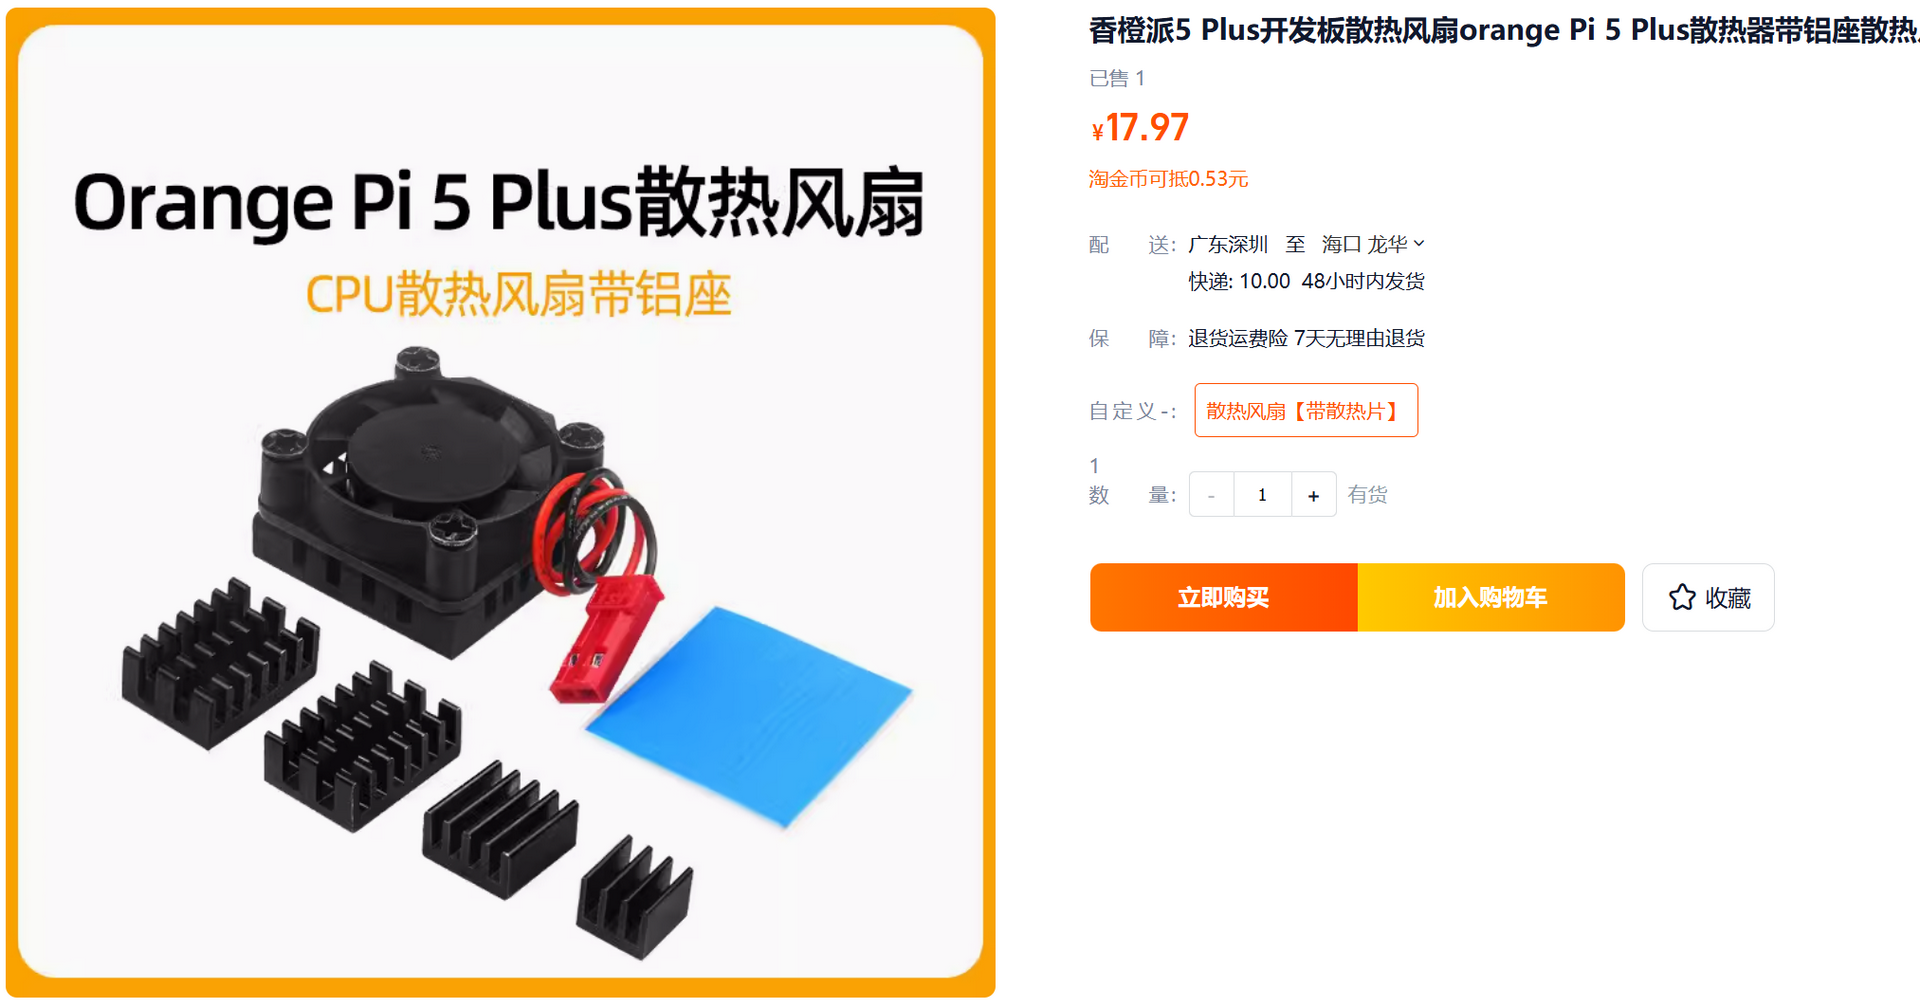 Orange Pi 5 Plus散热风扇
CPU散热风扇带铝座
香橙派5 Plus开发板散热风扇orange Pi 5 Plus散热器带铝座散热
已售 1
¥17.97
淘金币可抵0.53元
配 送: 广东深圳 至 海口 龙华
快递: 10.00 48小时内发货
保 障: 退货运费险 7天无理由退货
自定义-: 散热风扇【带散热片】
1
数 量: - 1 + 有货
立即购买 加入购物车 收藏